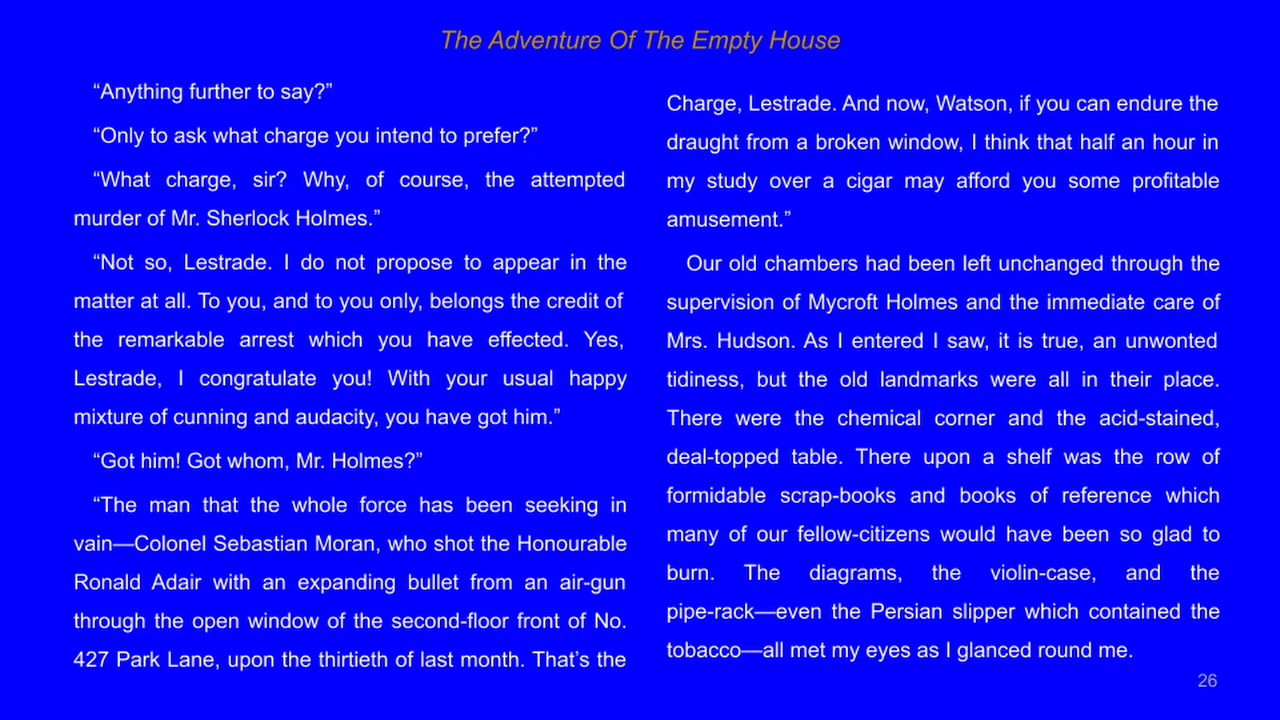 The Adventure Of The Empty House
“Anything further to say?”
“Only to ask what charge you intend to prefer?”
“What charge, sir? Why, of course, the attempted
murder of Mr. Sherlock Holmes.”
“Not so, Lestrade. I do not propose to appear in the
matter at all. To you, and to you only, belongs the credit of
the remarkable arrest which you have effected. Yes,
Lestrade, I congratulate you! With your usual happy
mixture of cunning and audacity, you have got him.”
“Got him! Got whom, Mr. Holmes?”
“The man that the whole force has been seeking in
vain—Colonel Sebastian Moran, who shot the Honourable
Ronald Adair with an expanding bullet from an air-gun
through the open window of the second-floor front of No.
427 Park Lane, upon the thirtieth of last month. That’s the
Charge, Lestrade. And now, Watson, if you can endure the
draught from a broken window, I think that half an hour in
my study over a cigar may afford you some profitable
amusement.”
Our old chambers had been left unchanged through the
supervision of Mycroft Holmes and the immediate care of
Mrs. Hudson. As I entered I saw, it is true, an unwonted
tidiness, but the old landmarks were all in their place.
There were the chemical corner and the acid-stained,
deal-topped table. There upon a shelf was the row of
formidable scrap-books and books of reference which
many of our fellow-citizens would have been so glad to
burn. The diagrams, the violin-case, and the
pipe-rack—even the Persian slipper which contained the
tobacco—all met my eyes as I glanced round me.
26